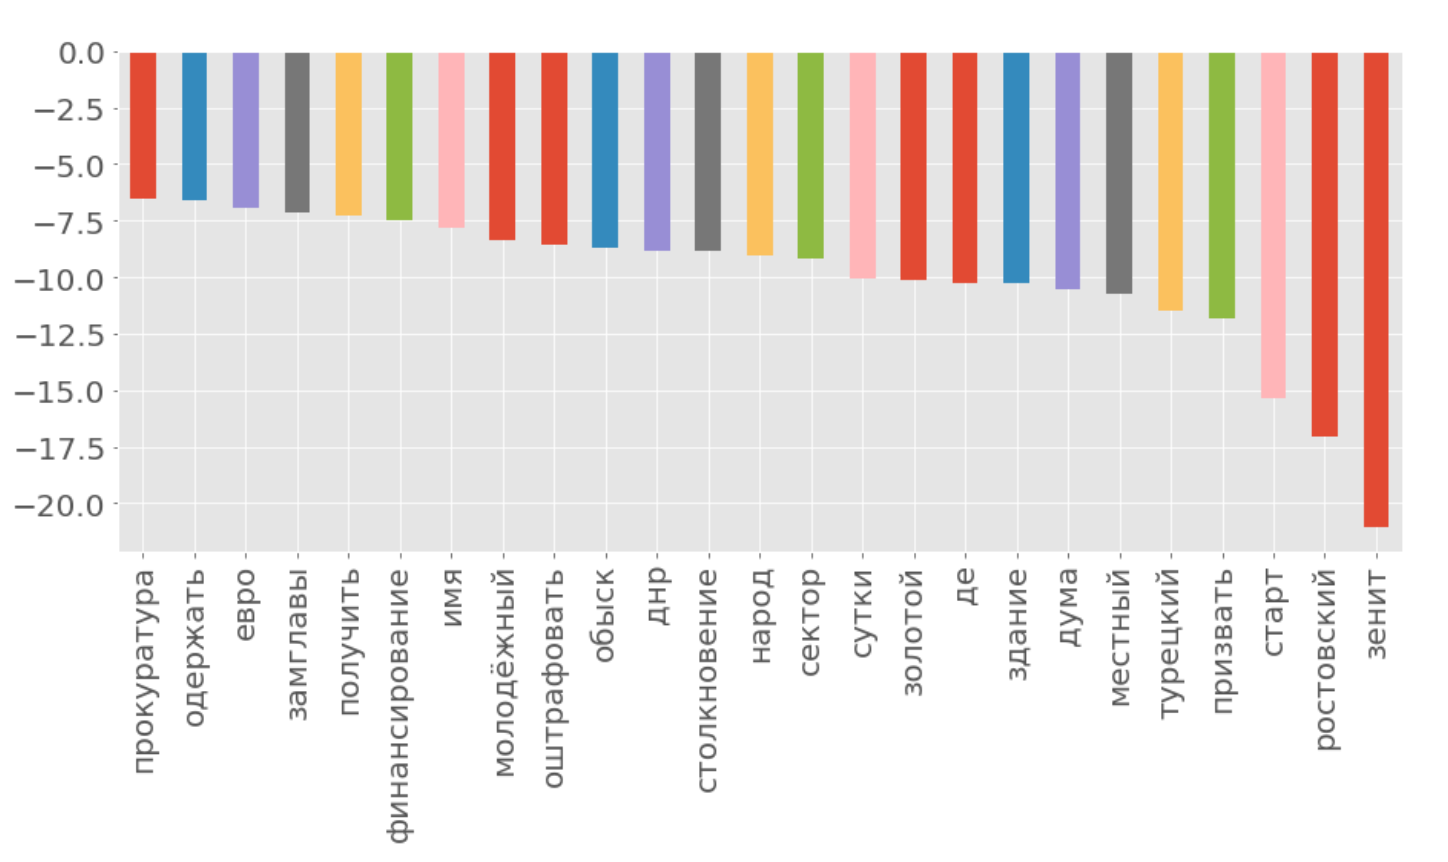 0.0
−2.5
−5.0
−7.5
−10.0
−12.5
−15.0
−17.5
−20.0
прокуратура
одержать
евро
замглавы
получить
финансирование
имя
молодёжный
оштрафовать
обыск
днр
столкновение
народ
сектор
сутки
золотой
де
здание
дума
местный
турецкий
призвать
старт
ростовский
зенит